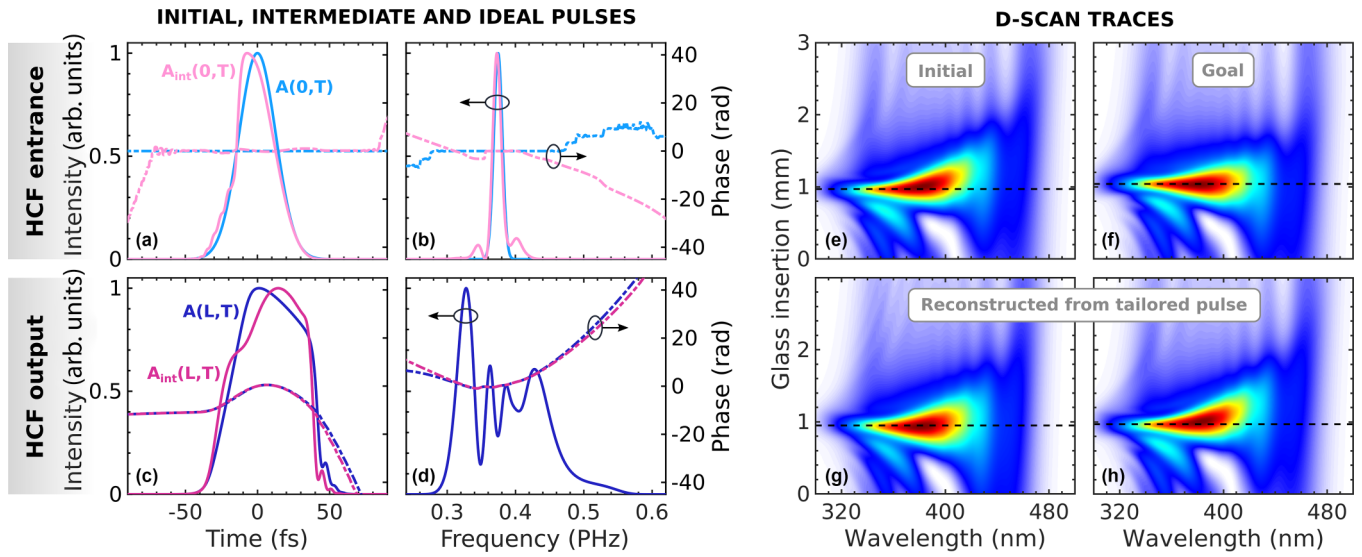 INITIAL, INTERMEDIATE AND IDEAL PULSES
D-SCAN TRACES
HCF entrance
Intensity (arb. units)
1
0.5
0
A_int(0,T)
A(0,T)
(a)
(b)
40
20
0
-20
-40
Phase (rad)
HCF output
Intensity (arb. units)
1
0.5
0
A(L,T)
A_int(L,T)
(c)
(d)
40
20
0
-20
-40
Phase (rad)
-50
0
50
Time (fs)
0.3
0.4
0.5
0.6
Frequency (PHz)
Glass insertion (mm)
3
2
1
0
Initial
Goal
(e)
(f)
3
2
1
0
Reconstructed from tailored pulse
(g)
(h)
320
400
480
320
400
480
Wavelength (nm)
Wavelength (nm)